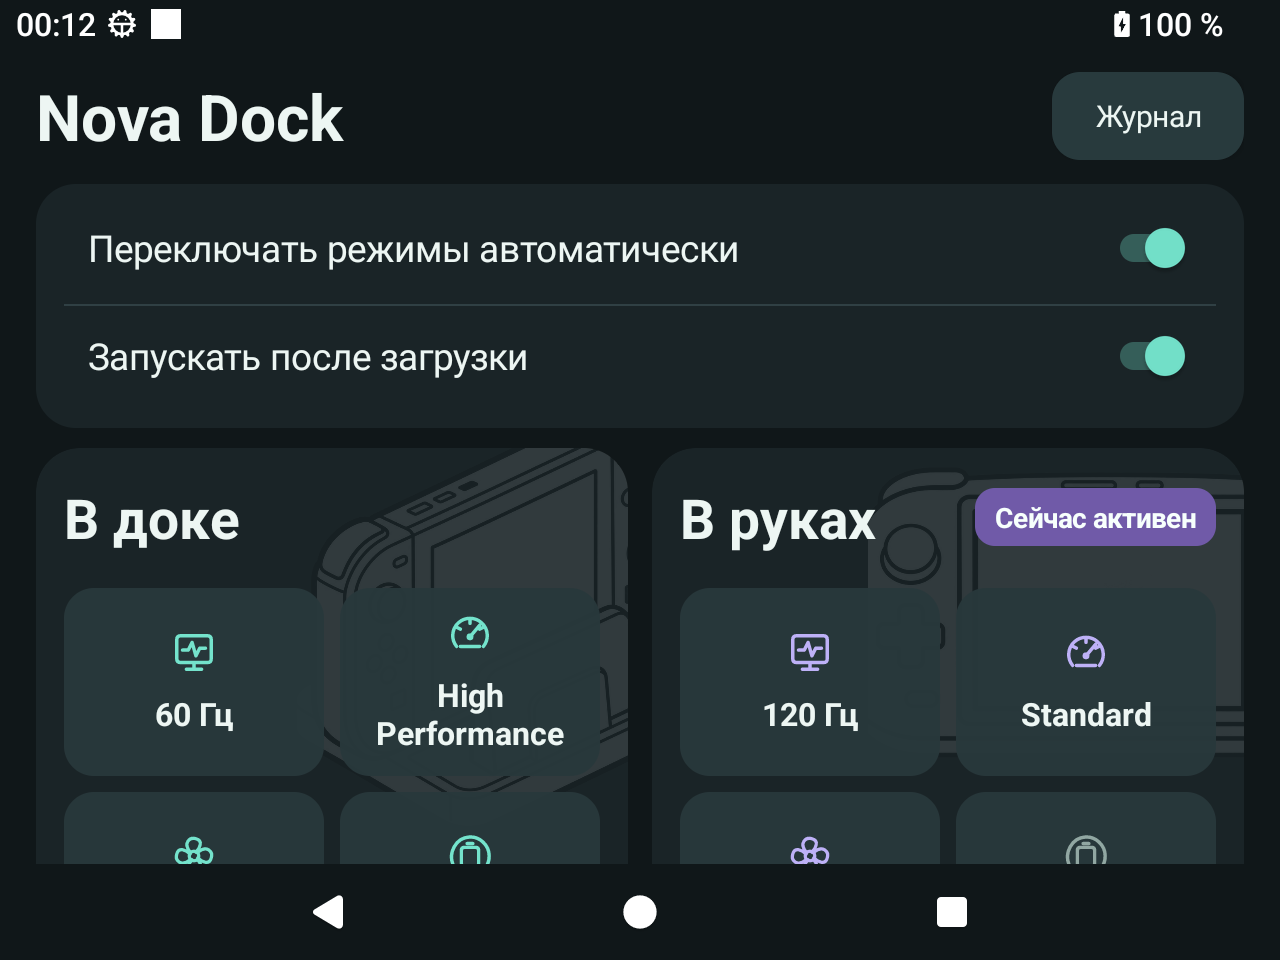 00:12
100 %
Nova Dock
Журнал
Переключать режимы автоматически
Запускать после загрузки
В доке
60 Гц
High
Performance
В руках
Сейчас активен
120 Гц
Standard